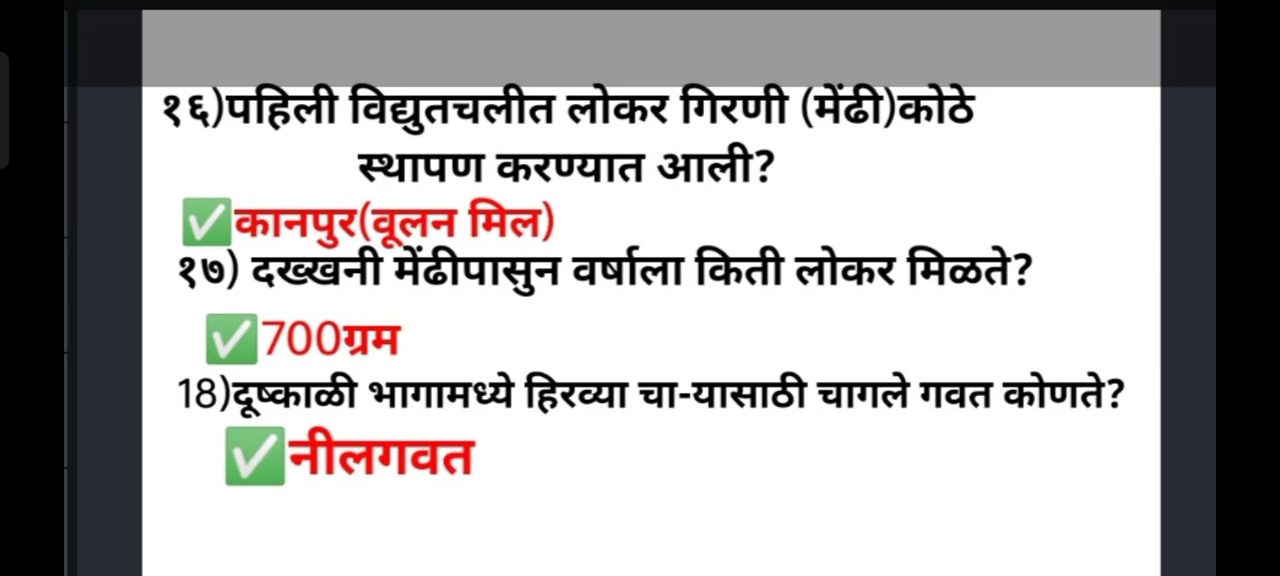 १६)पहिली विद्युतचलीत लोकर गिरणी (मेंढी)कोठे
स्थापण करण्यात आली?
✅कानपुर(वूलन मिल)
१७) दख्खनी मेंढीपासुन वर्षाला किती लोकर मिळते?
✅700ग्रम
18)दूष्काळी भागामध्ये हिरव्या चा-यासाठी चागले गवत कोणते?
✅नीलगवत